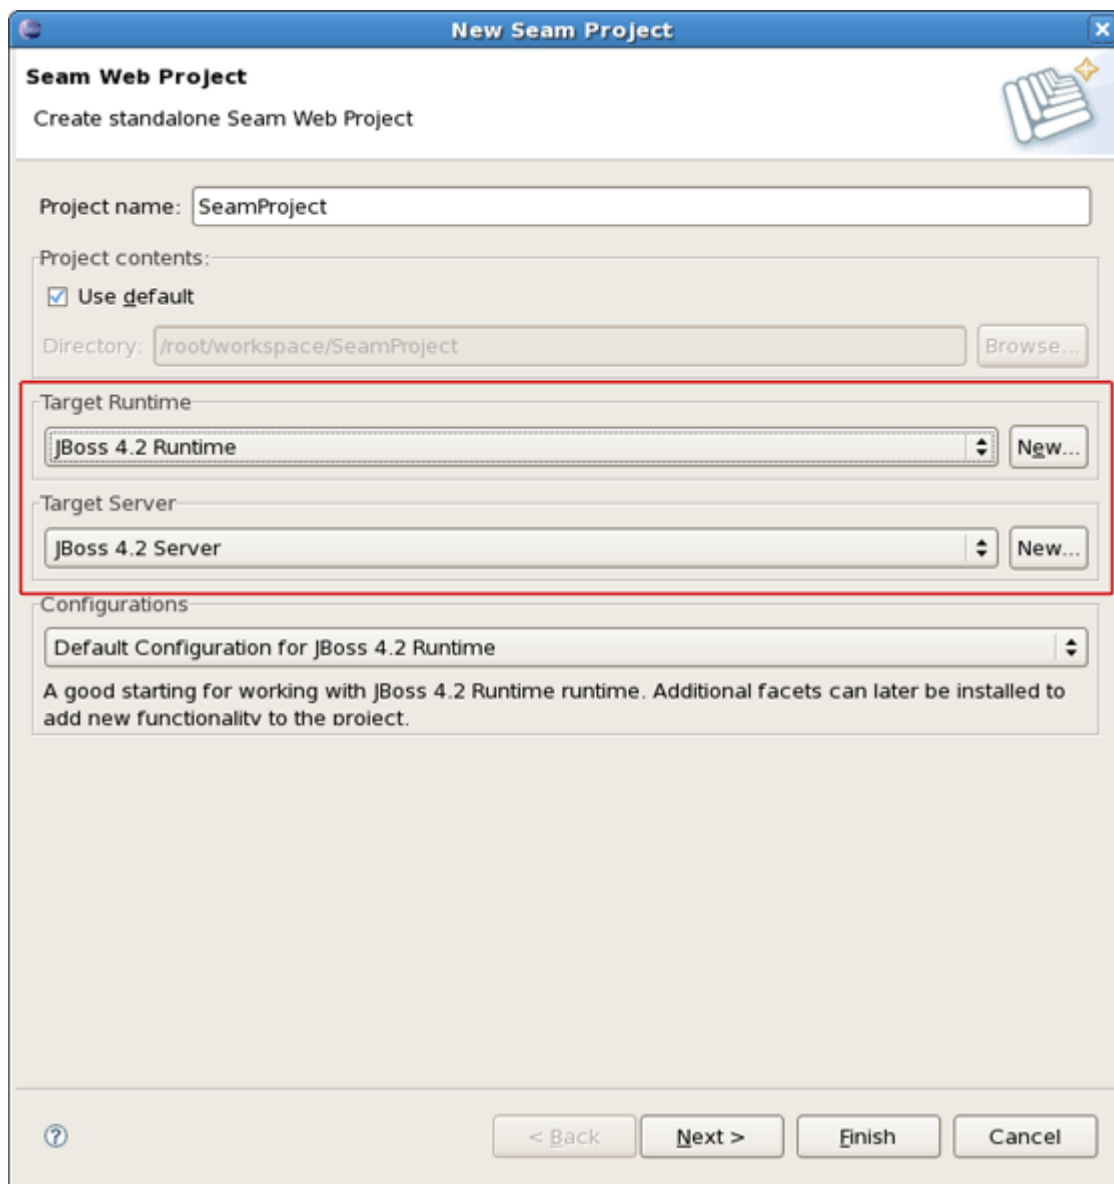 New Seam Project
Seam Web Project
Create standalone Seam Web Project
Project name: SeamProject
Project contents:
Use default
Directory: /root/workspace/SeamProject Browse...
Target Runtime
JBoss 4.2 Runtime New...
Target Server
JBoss 4.2 Server New...
Configurations
Default Configuration for JBoss 4.2 Runtime
A good starting for working with JBoss 4.2 Runtime runtime. Additional facets can later be installed to
add new functionality to the project.
? < Back Next > Finish Cancel